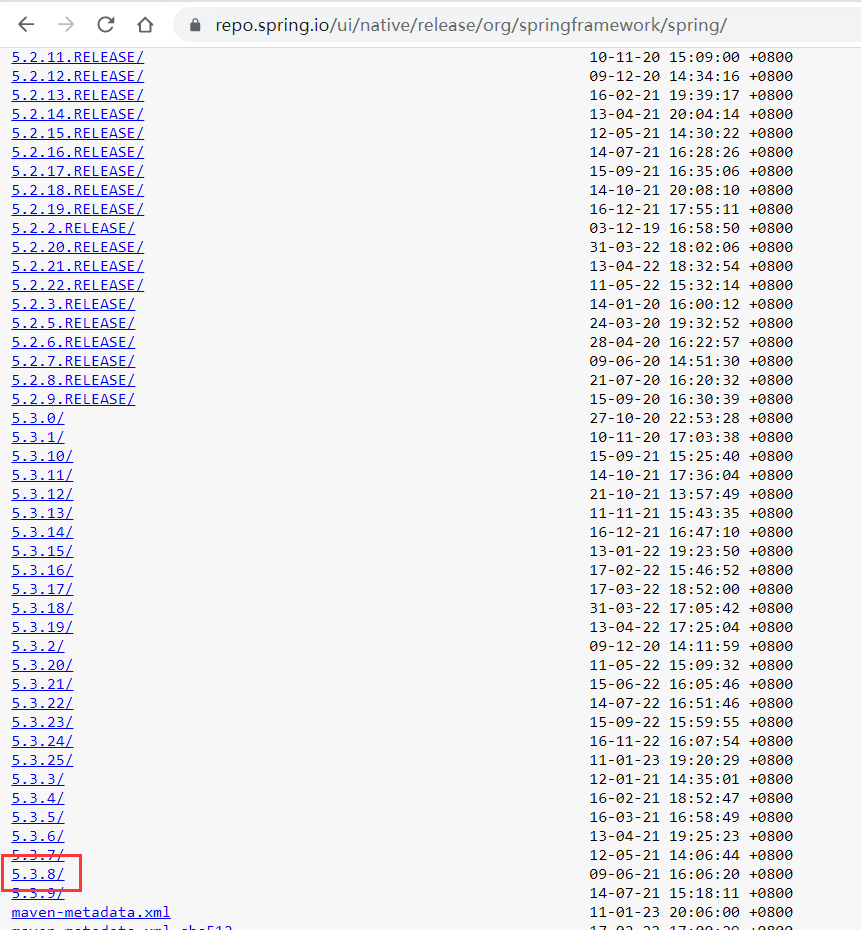 repo.spring.io/ui/native/release/org/springframework/spring/
5.2.11.RELEASE/ 10-11-20 15:09:00 +0800
5.2.12.RELEASE/ 09-12-20 14:34:16 +0800
5.2.13.RELEASE/ 16-02-21 19:39:17 +0800
5.2.14.RELEASE/ 13-04-21 20:04:14 +0800
5.2.15.RELEASE/ 12-05-21 14:30:22 +0800
5.2.16.RELEASE/ 14-07-21 16:28:26 +0800
5.2.17.RELEASE/ 15-09-21 16:35:06 +0800
5.2.18.RELEASE/ 14-10-21 20:08:10 +0800
5.2.19.RELEASE/ 16-12-21 17:55:11 +0800
5.2.2.RELEASE/ 03-12-19 16:58:50 +0800
5.2.20.RELEASE/ 31-03-22 18:02:06 +0800
5.2.21.RELEASE/ 13-04-22 18:32:54 +0800
5.2.22.RELEASE/ 11-05-22 15:32:14 +0800
5.2.3.RELEASE/ 14-01-20 16:00:12 +0800
5.2.5.RELEASE/ 24-03-20 19:32:52 +0800
5.2.6.RELEASE/ 28-04-20 16:22:57 +0800
5.2.7.RELEASE/ 09-06-20 14:51:30 +0800
5.2.8.RELEASE/ 21-07-20 16:20:32 +0800
5.2.9.RELEASE/ 15-09-20 16:30:39 +0800
5.3.0/ 27-10-20 22:53:28 +0800
5.3.1/ 10-11-20 17:03:38 +0800
5.3.10/ 15-09-21 15:25:40 +0800
5.3.11/ 14-10-21 17:36:04 +0800
5.3.12/ 21-10-21 13:57:49 +0800
5.3.13/ 11-11-21 15:43:35 +0800
5.3.14/ 16-12-21 16:47:10 +0800
5.3.15/ 13-01-22 19:23:50 +0800
5.3.16/ 17-02-22 15:46:52 +0800
5.3.17/ 17-03-22 18:52:00 +0800
5.3.18/ 31-03-22 17:05:42 +0800
5.3.19/ 13-04-22 17:25:04 +0800
5.3.2/ 09-12-20 14:11:59 +0800
5.3.20/ 11-05-22 15:09:32 +0800
5.3.21/ 15-06-22 16:05:46 +0800
5.3.22/ 14-07-22 16:51:46 +0800
5.3.23/ 15-09-22 15:59:55 +0800
5.3.24/ 16-11-22 16:07:54 +0800
5.3.25/ 11-01-23 19:20:29 +0800
5.3.3/ 12-01-21 14:35:01 +0800
5.3.4/ 16-02-21 18:52:47 +0800
5.3.5/ 16-03-21 16:58:49 +0800
5.3.6/ 13-04-21 19:25:23 +0800
5.3.7/ 12-05-21 14:06:44 +0800
5.3.8/ 09-06-21 16:06:20 +0800
5.3.9/ 14-07-21 15:18:11 +0800
maven-metadata.xml 11-01-23 20:06:00 +0800